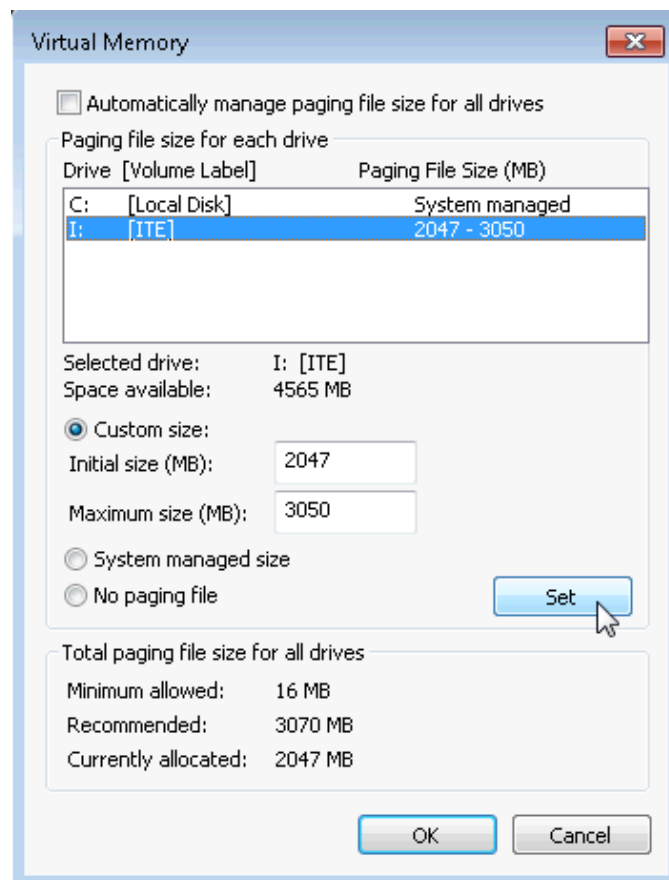 Virtual Memory
Automatically manage paging file size for all drives
Paging file size for each drive
Drive [Volume Label] Paging File Size (MB)
C: [Local Disk] System managed
I: [ITE] 2047 - 3050
Selected drive: I: [ITE]
Space available: 4565 MB
Custom size:
Initial size (MB): 2047
Maximum size (MB): 3050
System managed size
No paging file Set
Total paging file size for all drives
Minimum allowed: 16 MB
Recommended: 3070 MB
Currently allocated: 2047 MB
OK Cancel